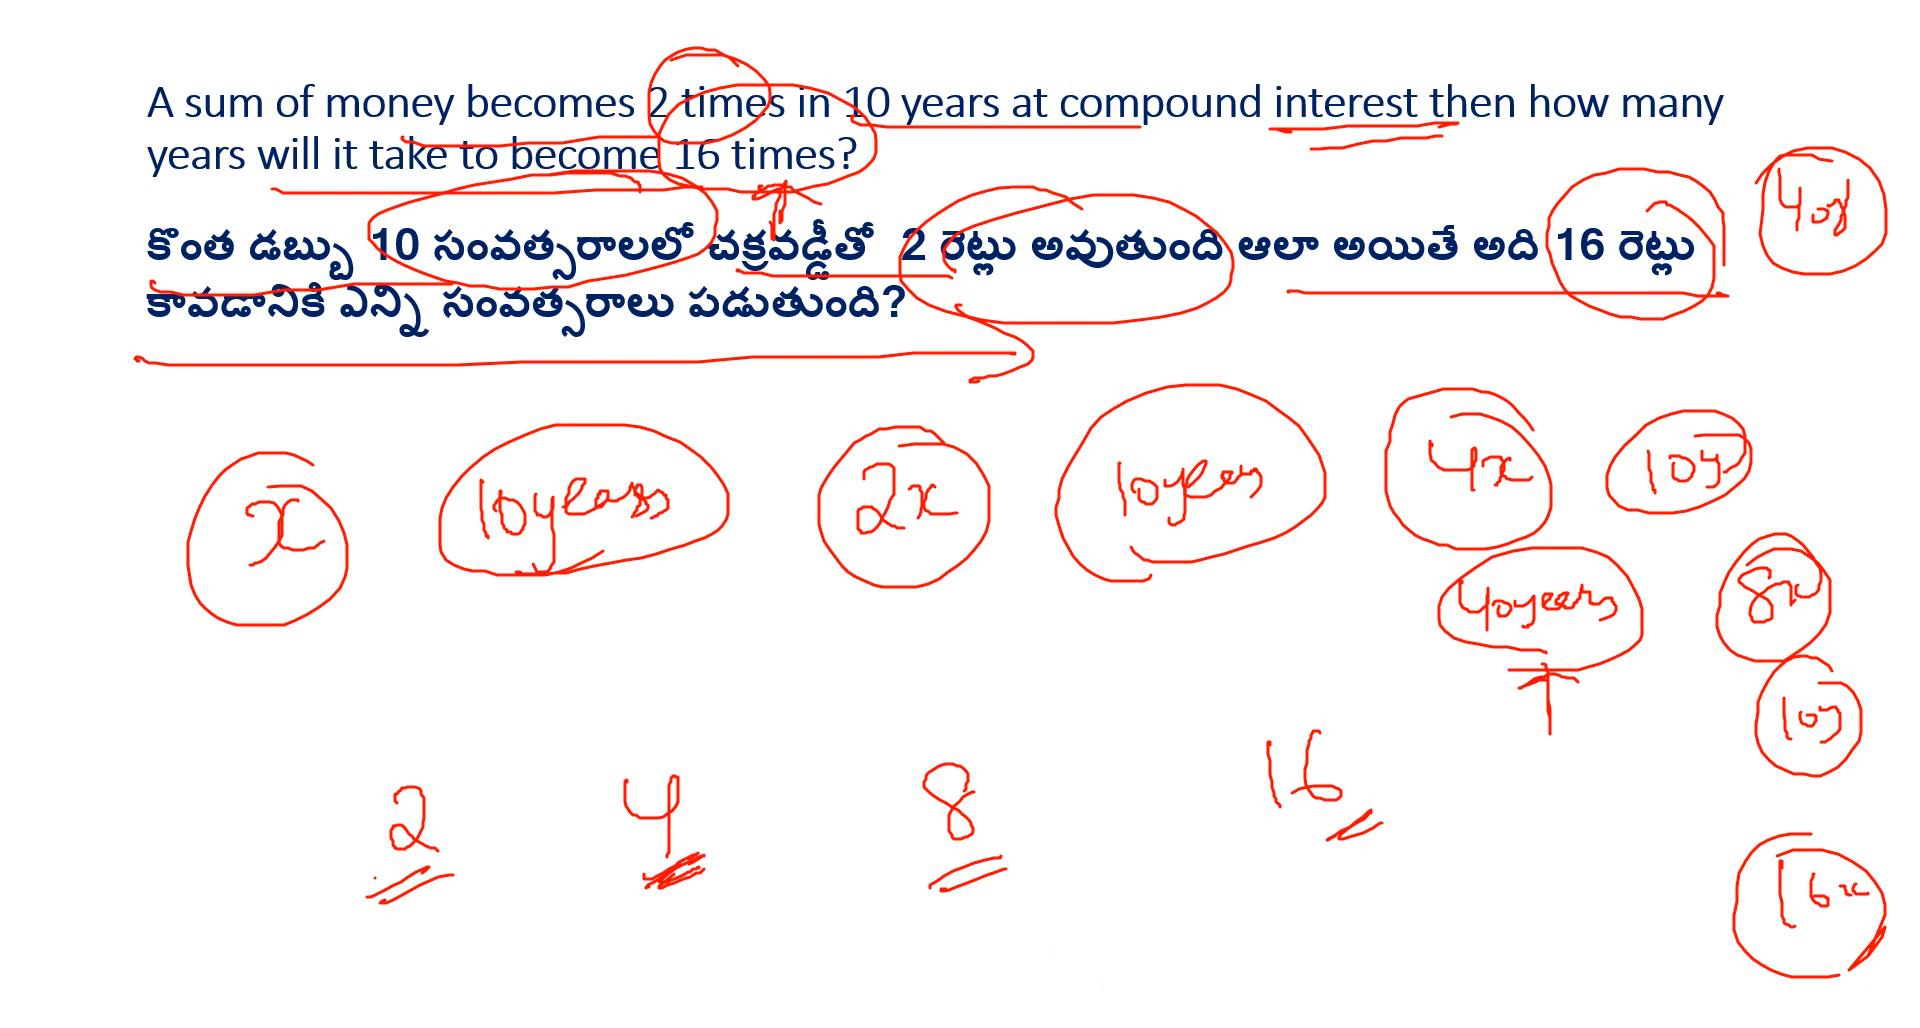 A sum of money becomes 2 times in 10 years at compound interest then how many
years will it take to become 16 times?
40y
కొంత డబ్బు 10 సంవత్సరాలలో చక్రవడ్డీతో 2 రెట్లు అవుతుంది ఆలా అయితే అది 16 రెట్లు
కావడానికి ఎన్ని సంవత్సరాలు పడుతుంది?
x 10years 2x 10years 4x 10y
40years 8x
10y
2 4 8 16
16x